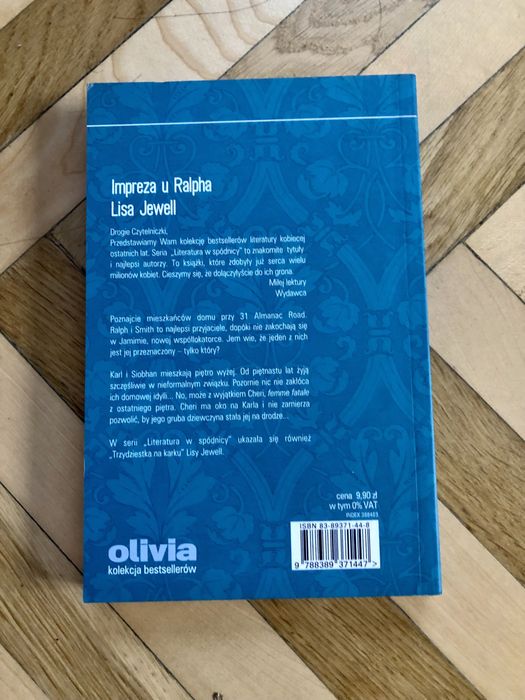 Impreza u Ralpha
Lisa Jewell
Drogie Czytelniczki,
Przedstawiamy Wam kolekcję bestsellerów literatury kobiecej
ostatnich lat. Seria „Literatura w spódnicy" to znakomite tytuły
i najlepsi autorzy. To książki, które zdobyły już serca wielu
milionów kobiet. Cieszymy się, że dołączyłyście do ich grona.
Miłej lektury
Wydawca
Poznajcie mieszkańców domu przy 31 Almanac Road.
Ralph i Smith to najlepsi przyjaciele, dopóki nie zakochają się
w Jamimie, nowej współlokatorce. Jem wie, że jeden z nich
jest jej przeznaczony – tylko który?
Karl i Siobhan mieszkają piętro wyżej. Od piętnastu lat żyją
szczęśliwie w nieformalnym związku. Pozornie nic nie zakłóca
ich domowej idylli... No, może z wyjątkiem Cheri, femme fatale
z ostatniego piętra. Cheri ma oko na Karla i nie zamierza
pozwolić, by jego gruba dziewczyna stała jej na drodze...
W serii „Literatura w spódnicy" ukazała się również
„Trzydziestka na karku" Lisy Jewell.
cena 9,90 zł
w tym 0% VAT
INDEX 388483
ISBN 83-89371-44-8
9 788389 371447 >
olivia
kolekcja bestsellerów